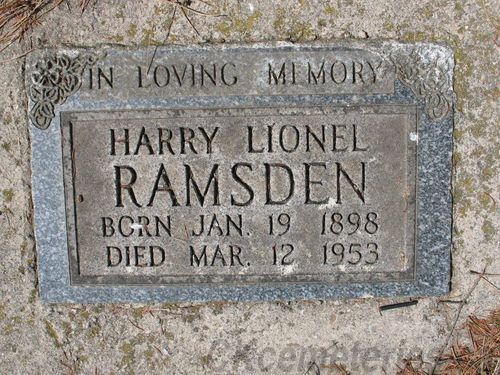 IN LOVING MEMORY
HARRY LIONEL
RAMSDEN
BORN JAN. 19 1898
DIED MAR. 12 1953